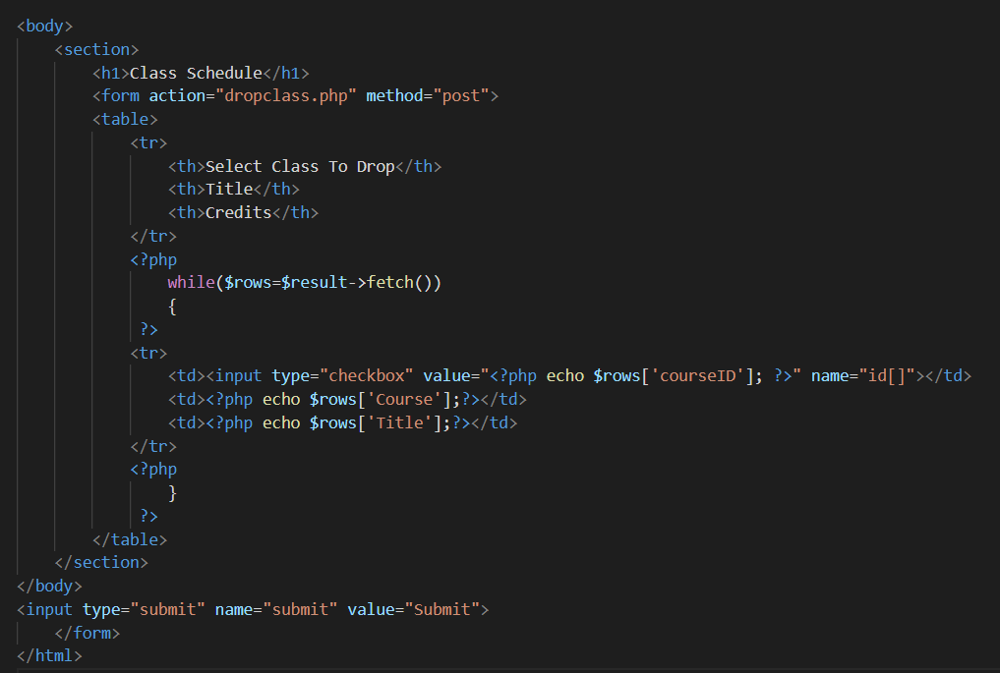 <body>
<section>
<h1>Class Schedule</h1>
<form action="dropclass.php" method="post">
<table>
<tr>
<th>Select Class To Drop</th>
<th>Title</th>
<th>Credits</th>
</tr>
<?php
while($rows=$result->fetch())
{
?>
<tr>
<td><input type="checkbox" value="<?php echo $rows['courseID']; ?>" name="id[]"></td>
<td><?php echo $rows['Course'];?></td>
<td><?php echo $rows['Title'];?></td>
</tr>
<?php
}
?>
</table>
</section>
</body>
<input type="submit" name="submit" value="Submit">
</form>
</html>